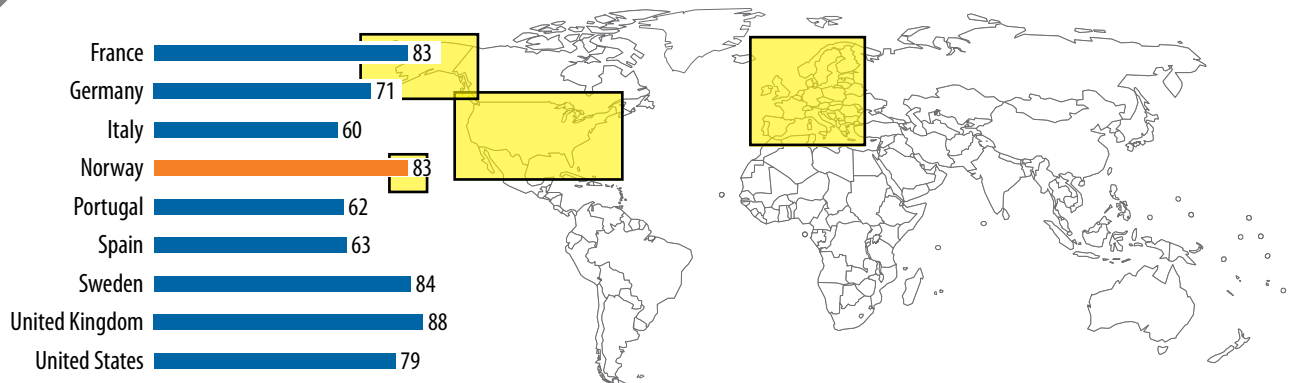 France 83
Germany 71
Italy 60
Norway 83
Portugal 62
Spain 63
Sweden 84
United Kingdom 88
United States 79